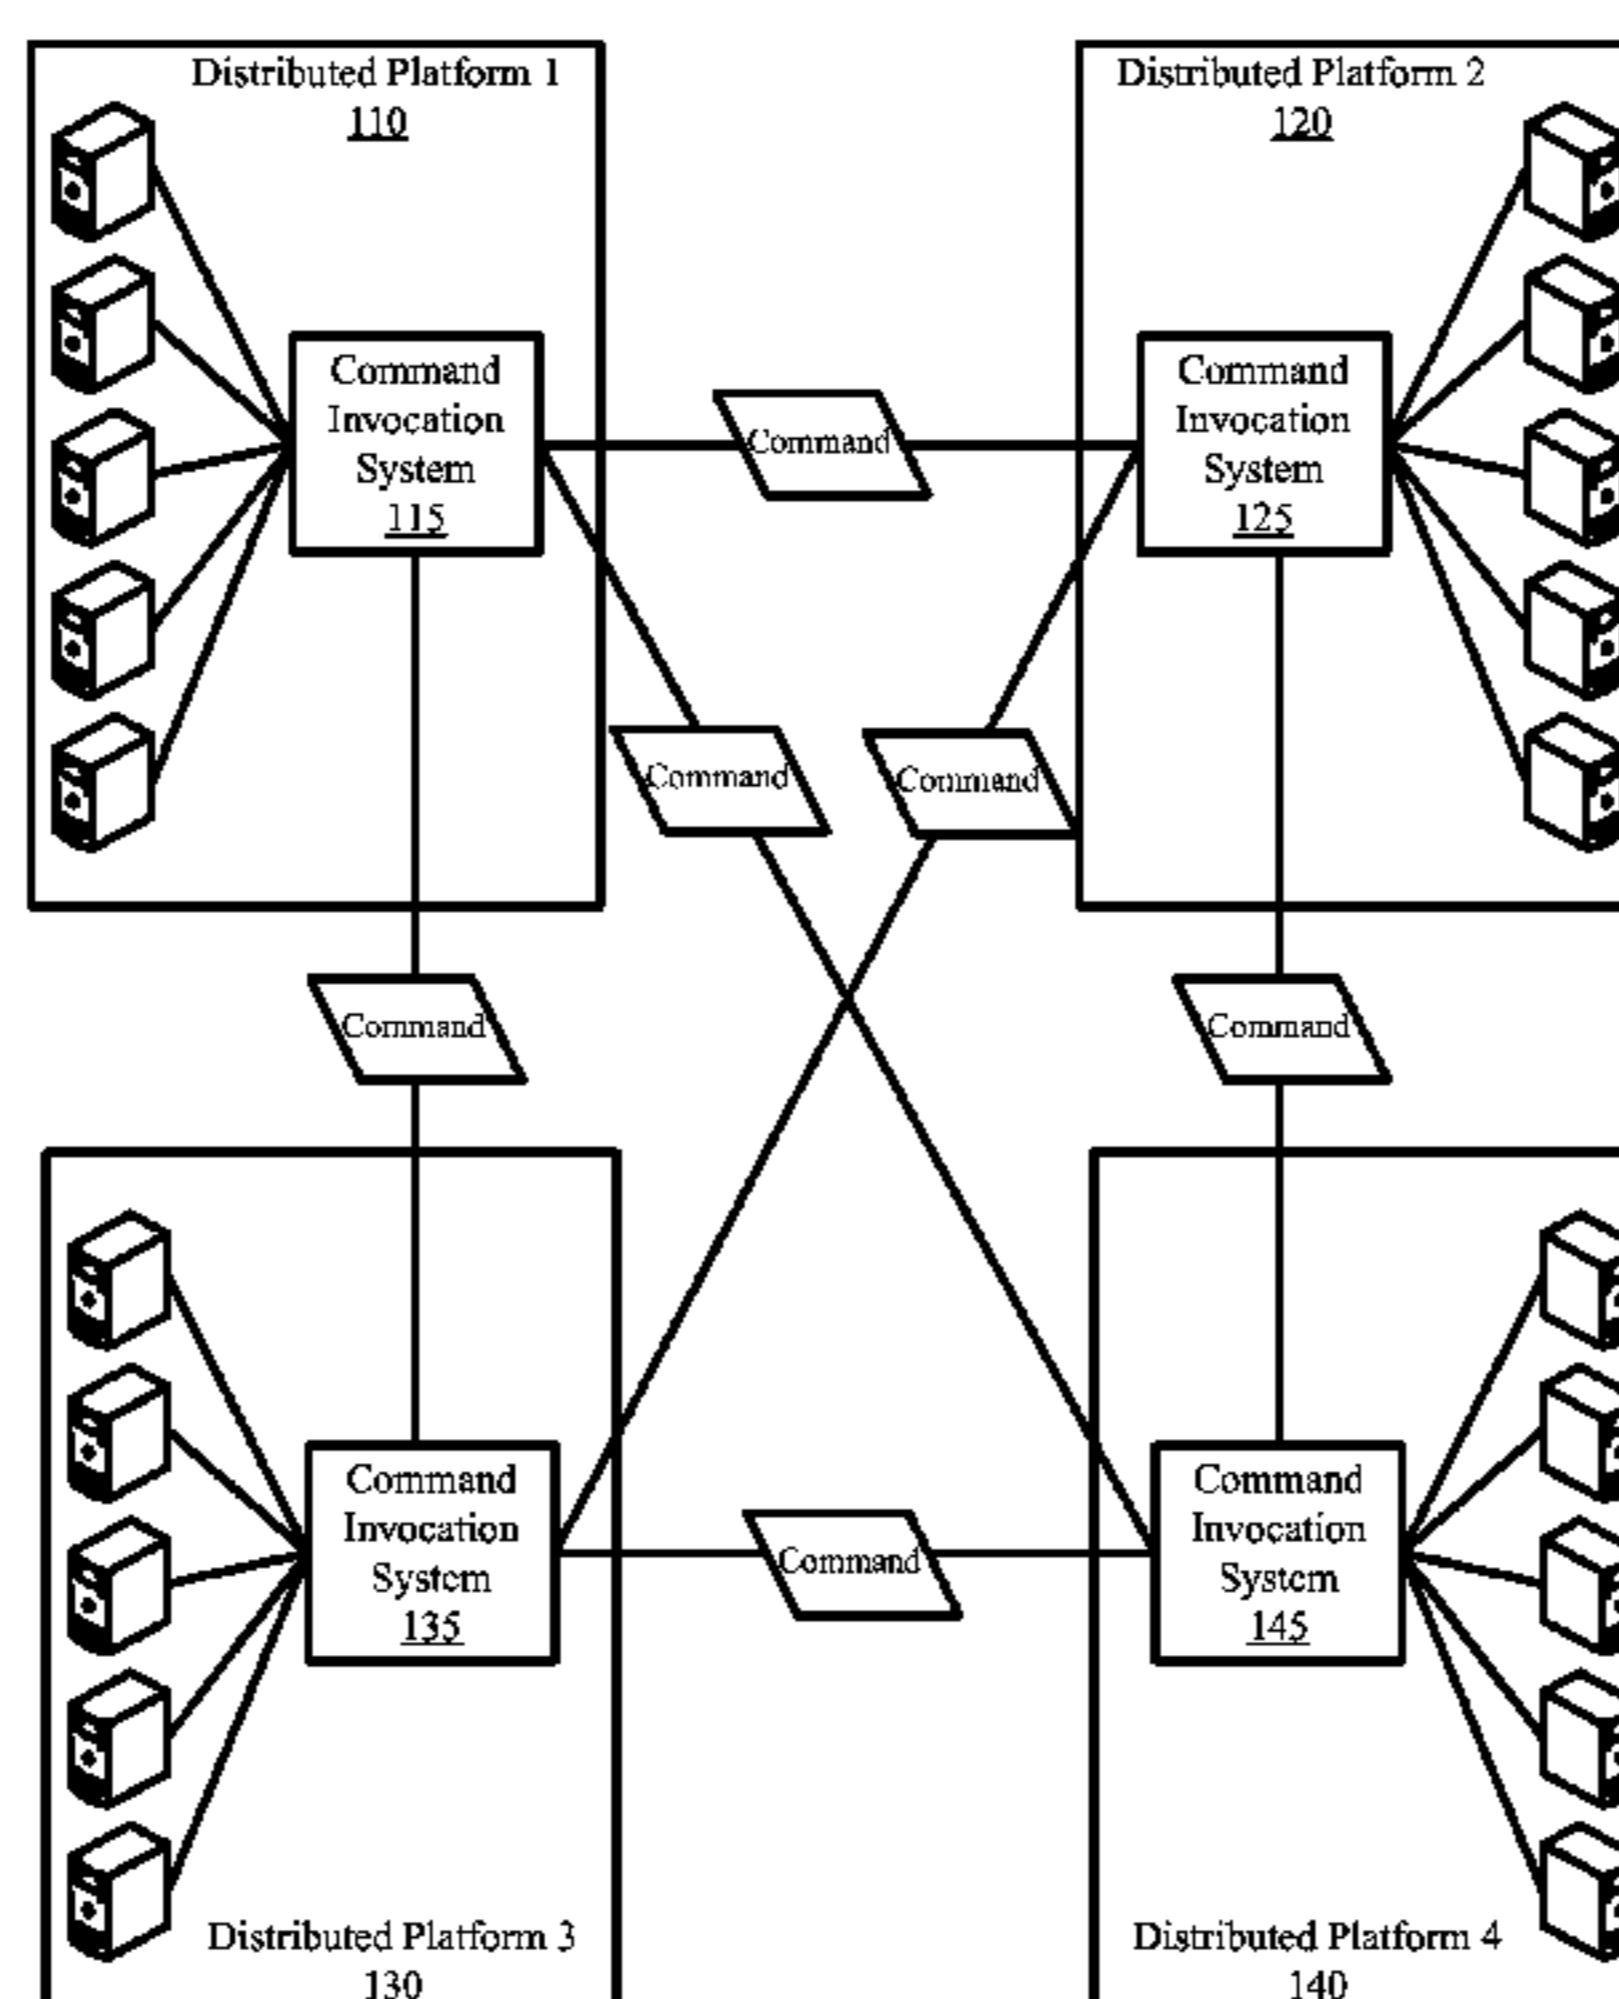 Distributed Platform 1
110
Distributed Platform 2
120
Command
Invocation
System
115
Command
Command
Invocation
System
125
Command
Command
Command
Command
Command
Invocation
System
135
Command
Command
Invocation
System
145
Distributed Platform 3
130
Distributed Platform 4
140